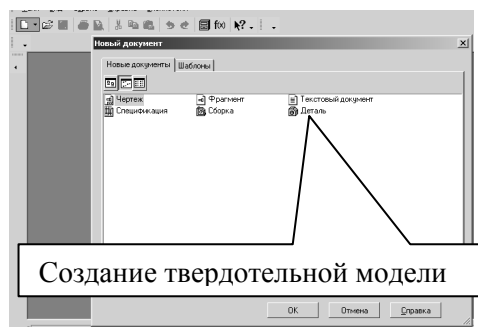 Новый документ
Новые документы Шаблоны
Чертеж Фрагмент Текстовый документ
Спецификация Сборка Деталь
Создание твердотельной модели
OK Отмена Справка